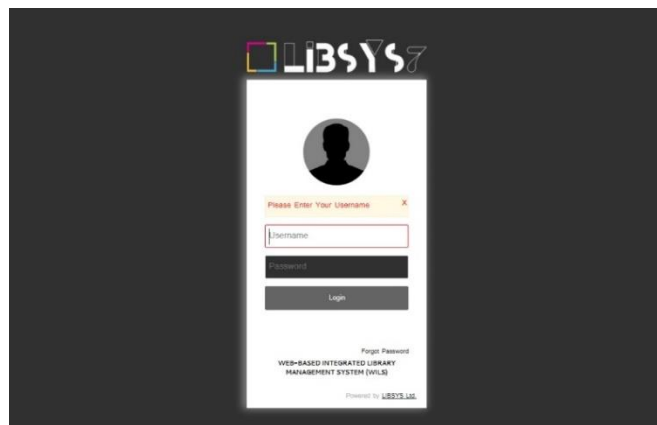 LiBSYS7
Please Enter Your Username X
Username
Password
Login
Forgot Password
WEB-BASED INTEGRATED LIBRARY
MANAGEMENT SYSTEM (WILS)
Powered by LIBSYS Ltd.